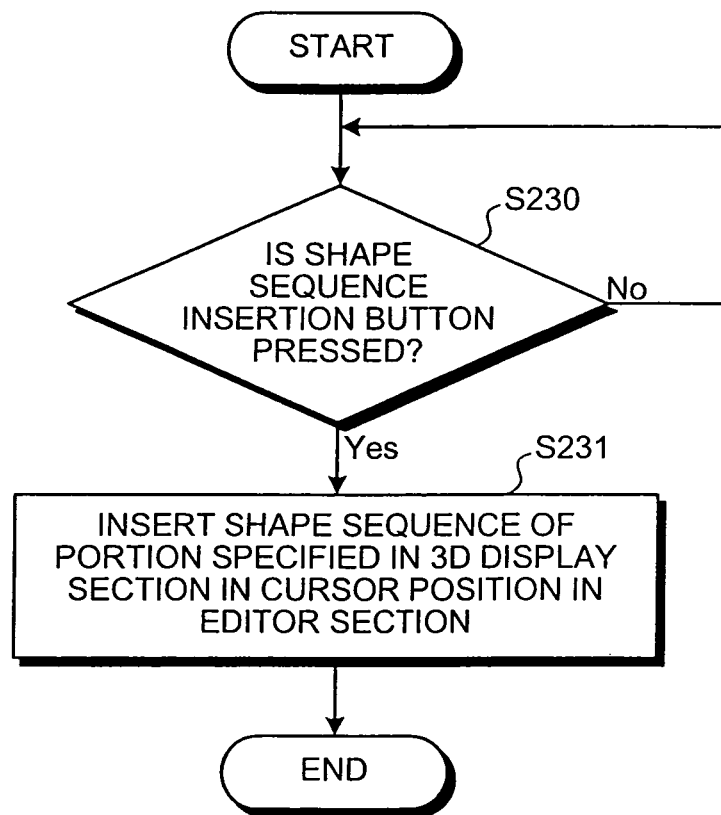 START
S230
IS SHAPE
SEQUENCE
INSERTION BUTTON
PRESSED?
No
Yes
S231
INSERT SHAPE SEQUENCE OF
PORTION SPECIFIED IN 3D DISPLAY
SECTION IN CURSOR POSITION IN
EDITOR SECTION
END